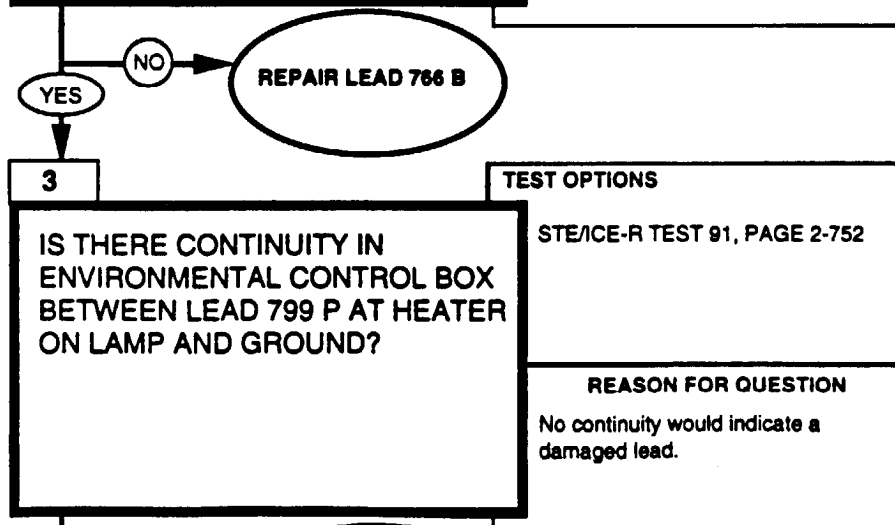 NO
REPAIR LEAD 766 B
YES
3
TEST OPTIONS
IS THERE CONTINUITY IN
ENVIRONMENTAL CONTROL BOX
BETWEEN LEAD 799 P AT HEATER
ON LAMP AND GROUND?
STE/ICE-R TEST 91, PAGE 2-752
REASON FOR QUESTION
No continuity would indicate a
damaged lead.